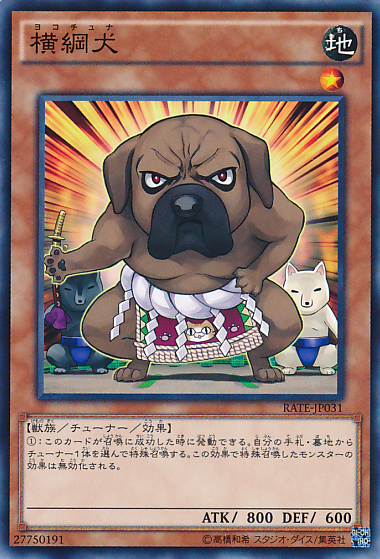 ヨコヅナ
横綱犬
ち
地
RATE-JP031
【獣族／チューナー／効果】
①：このカードが召喚に成功した時に発動できる。自分の手札・墓地から
チューナー１体を選んで特殊召喚する。この効果で特殊召喚したモンスターの
効果は無効化される。
ATK/ 800 DEF/ 600
27750191
©高橋和希 スタジオ・ダイス/集英社